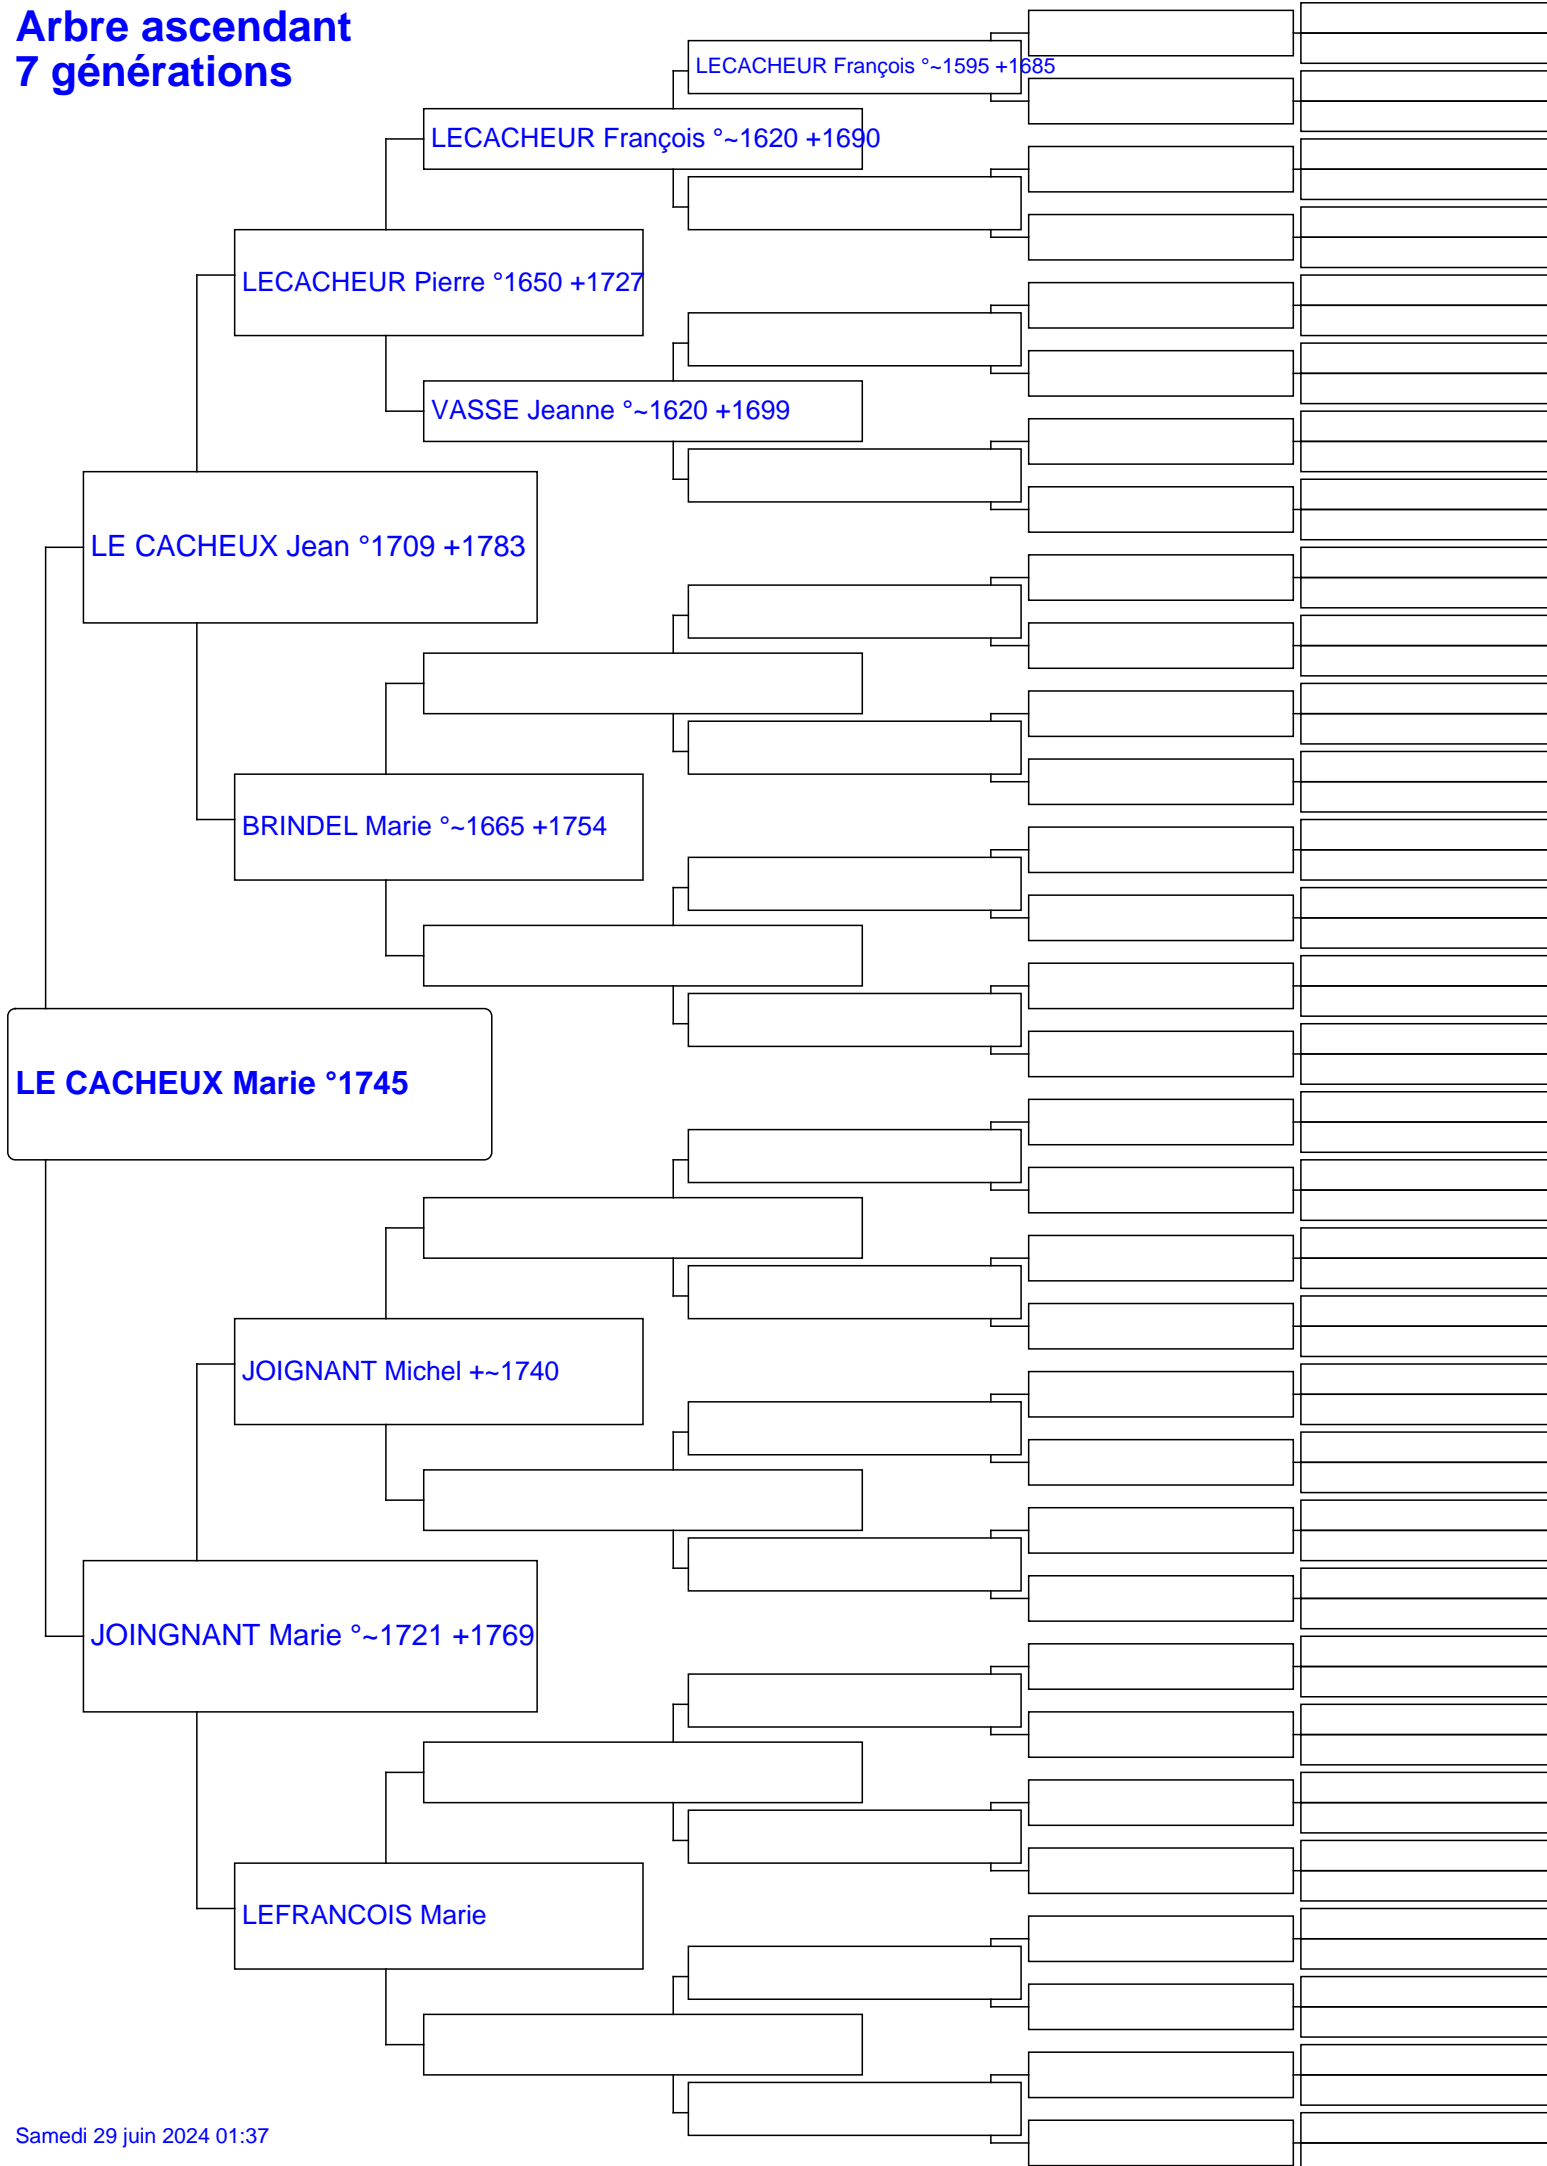 Arbre ascendant
7 générations
LECACHEUR François °~1595 +1685
LECACHEUR François °~1620 +1690
LECACHEUR Pierre °1650 +1727
VASSE Jeanne °~1620 +1699
LE CACHEUX Jean °1709 +1783
BRINDEL Marie °~1665 +1754
LE CACHEUX Marie °1745
JOIGNANT Michel +~1740
JOINGNANT Marie °~1721 +1769
LEFRANCOIS Marie
Samedi 29 juin 2024 01:37